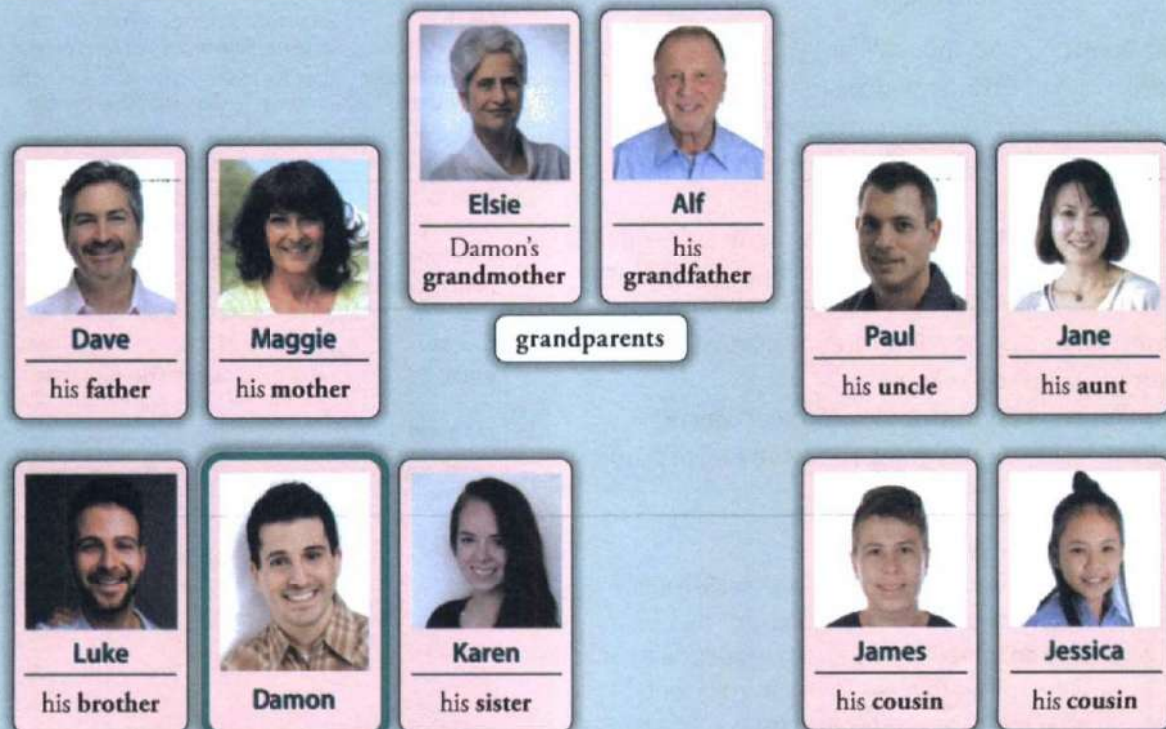 Elsie
Damon's
grandmother
Alf
his
grandfather
grandparents
Dave
his father
Maggie
his mother
Paul
his uncle
Jane
his aunt
Luke
his brother
Damon
Karen
his sister
James
his cousin
Jessica
his cousin